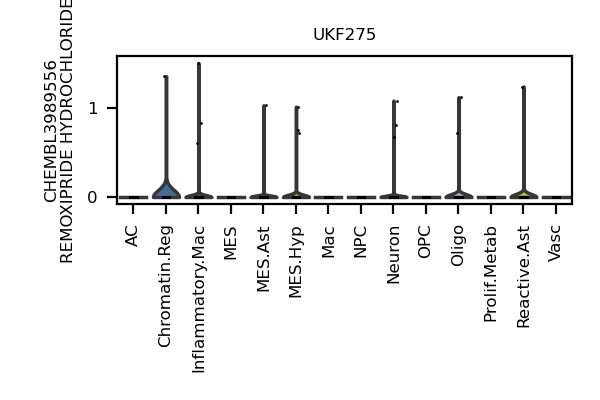 UKF275
CHEMBL3989556
REMOXIPRIDE HYDROCHLORIDE
1
0
AC
Chromatin.Reg
Inflammatory.Mac
MES
MES.Ast
MES.Hyp
Mac
NPC
Neuron
OPC
Oligo
Prolif.Metab
Reactive.Ast
Vasc